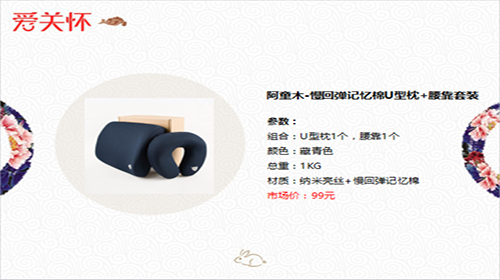 爱关怀
阿童木-慢回弹记忆棉U型枕+腰靠套装
参数：
组合：U型枕1个，腰靠1个
颜色：藏青色
总重：1KG
材质：纳米亮丝+慢回弹记忆棉
市场价：99元